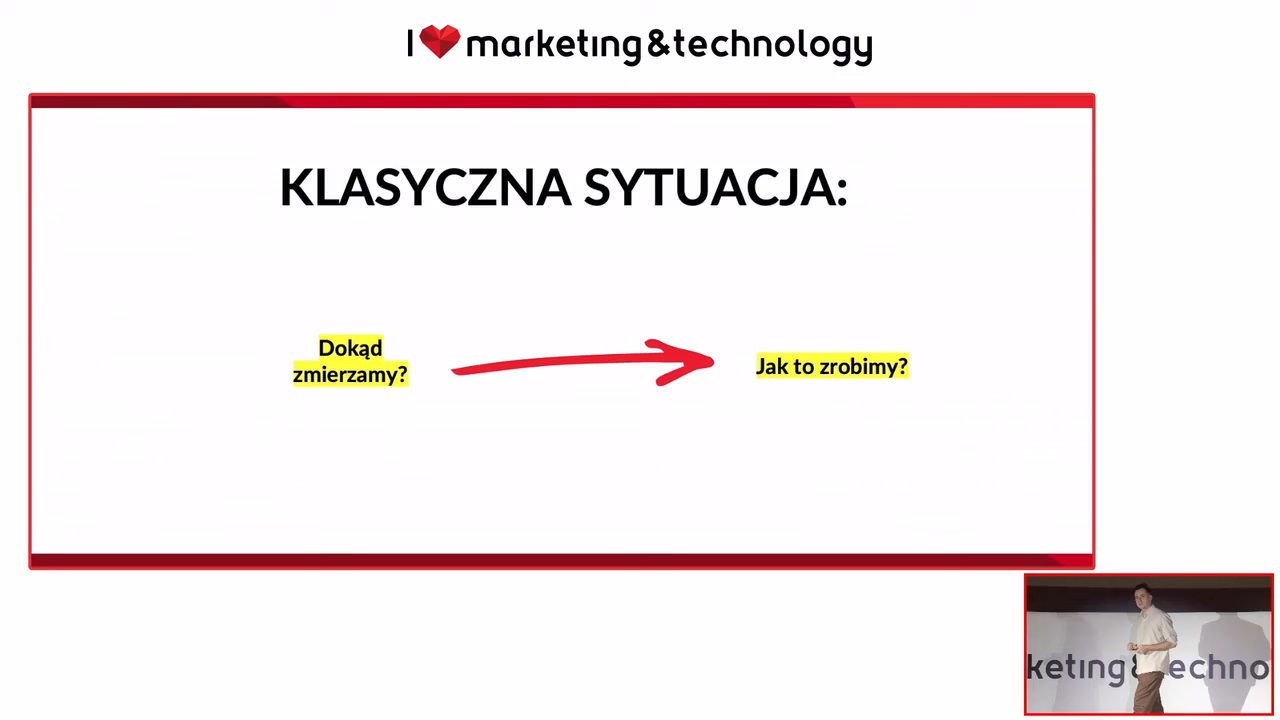 I marketing&technology
KLASYCZNA SYTUACJA:
Dokąd
zmierzamy?
Jak to zrobimy?
keting& techno